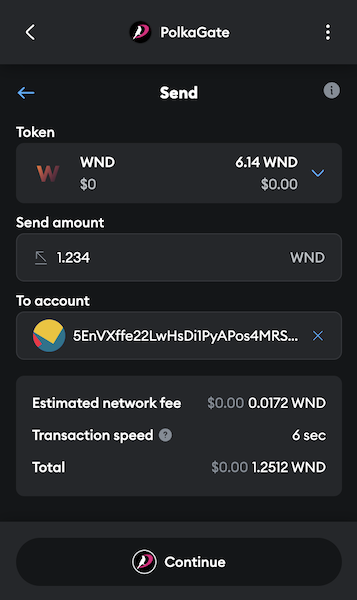 PolkaGate
Send
Token
WND 6.14 WND
$0 $0.00
Send amount
1.234 WND
To account
5EnVXffe22LwHsDi1PyAPos4MRS...
Estimated network fee $0.00 0.0172 WND
Transaction speed ? 6 sec
Total $0.00 1.2512 WND
Continue